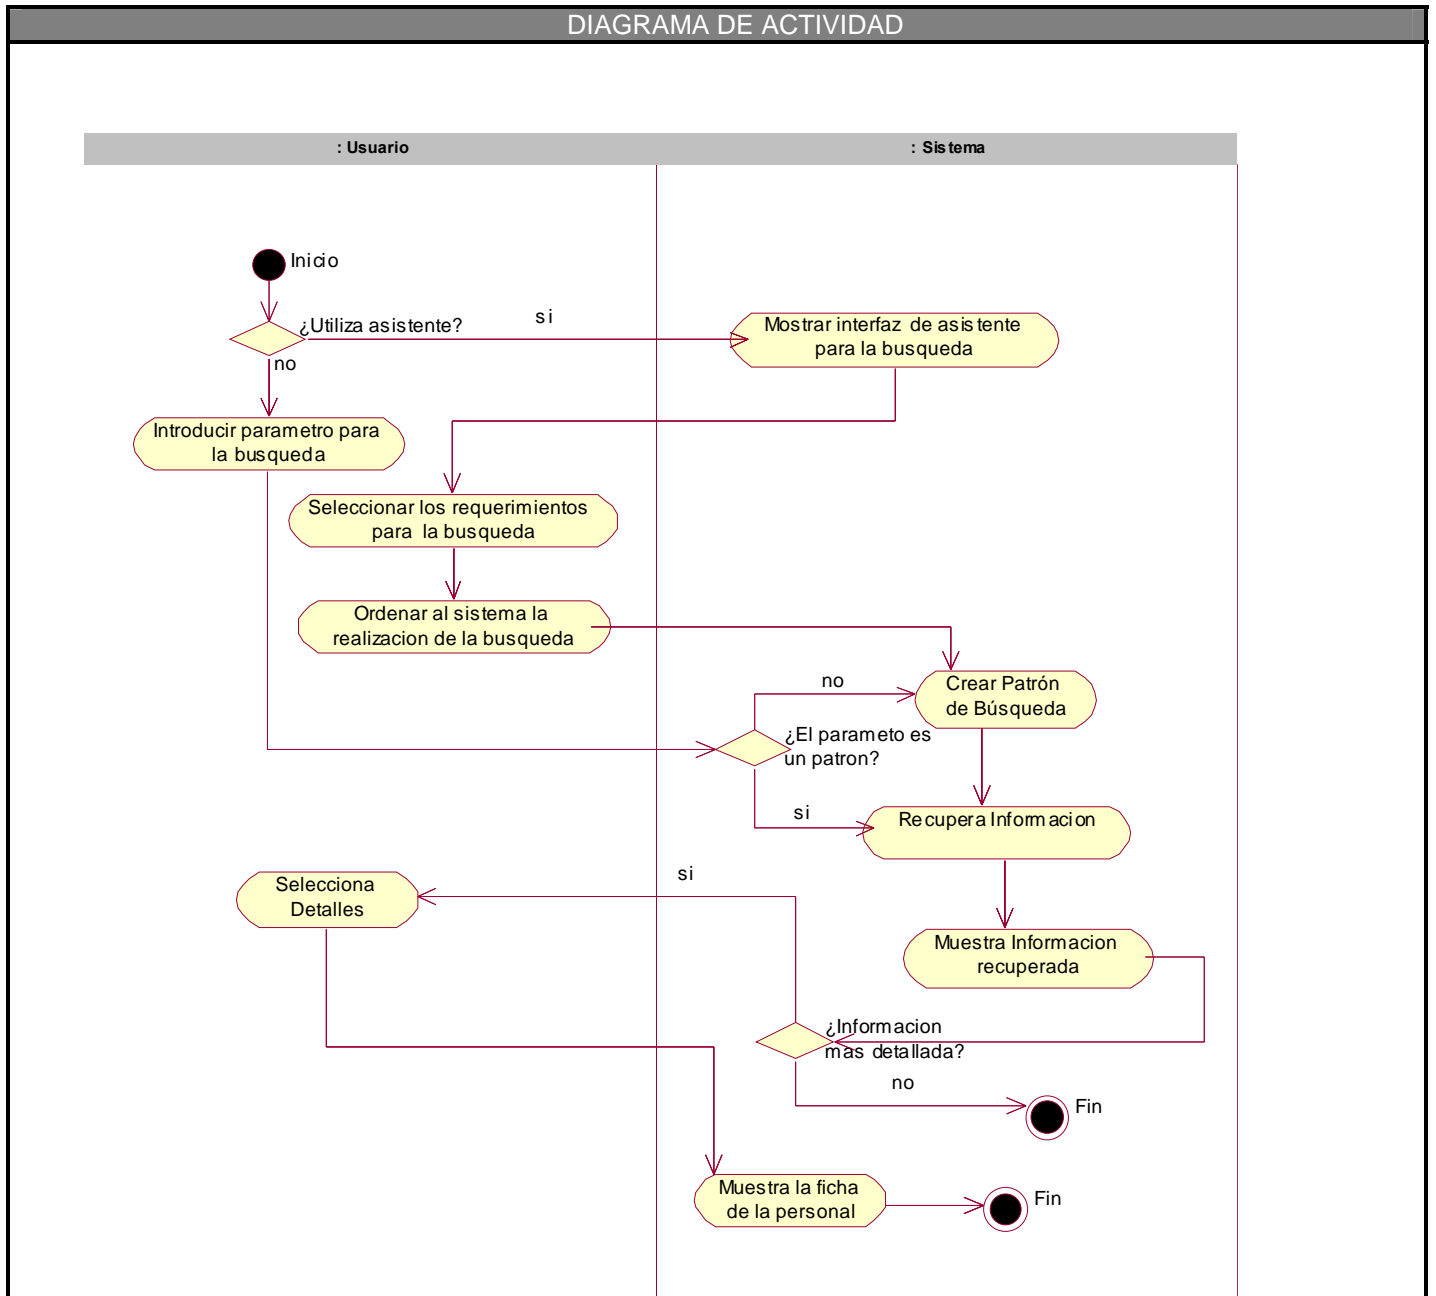 DIAGRAMA DE ACTIVIDAD
: Usuario
: Sistema
Inicio
¿Utiliza asistente?
si
no
Mostrar interfaz de asistente
para la busqueda
Introducir parametro para
la busqueda
Seleccionar los requerimientos
para la busqueda
Ordenar al sistema la
realizacion de la busqueda
no
Crear Patrón
de Búsqueda
¿El parameto es
un patron?
si
Recupera Informacion
si
Selecciona
Detalles
Muestra Informacion
recuperada
¿Informacion
mas detallada?
no
Fin
Muestra la ficha
de la personal
Fin